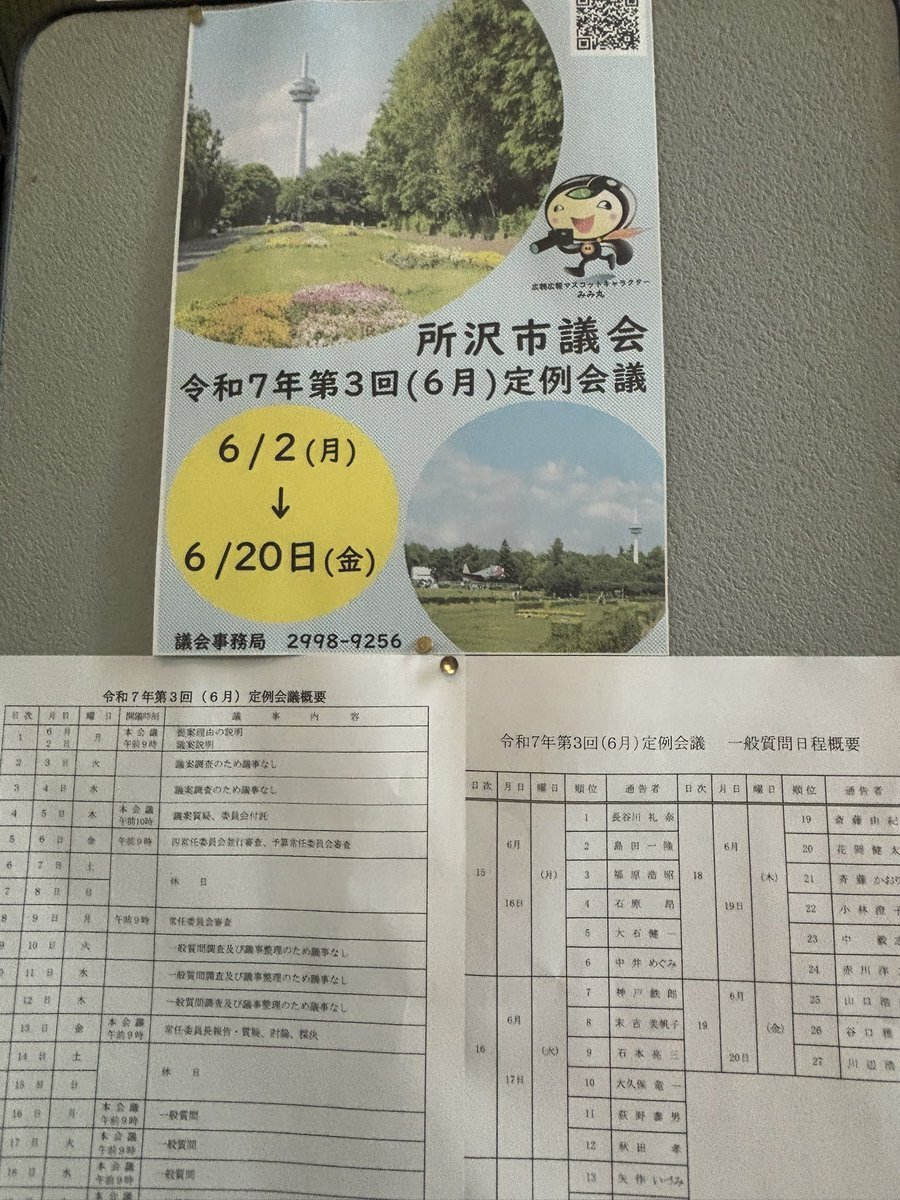 広聴広報マスコットキャラクター
みみ丸
所沢市議会
令和7年第3回(6月)定例会議
6/2(月)
↓
6/20日(金)
議会事務局 2998-9256
令和7年第3回(6月)定例会議概要
日次 月日 曜日 開議時刻 議事内容
1 6月2日 月 本会議 午前9時 提案理由の説明 議案説明
2 3日 火 議案調査のため議事なし
3 4日 水 議案調査のため議事なし
4 5日 木 本会議 午前10時 議案質疑、委員会付託
5 6日 金 午前9時 四常任委員会並行審査、予算常任委員会審査
6 7日 土
休日
7 8日 日
8 9日 月 午前9時 常任委員会審査
9 10日 火 一般質問調査及び議事整理のため議事なし
11日 水 一般質問調査及び議事整理のため議事なし
12日 木 一般質問調査及び議事整理のため議事なし
13日 金 本会議 午前9時 常任委員長報告・質疑、討論、採決
14日 土
休日
15日 日
16日 月 本会議 午前9時 一般質問
17日 火 本会議 午前9時 一般質問
18日 水 本会議 午前9時 一般質問
令和7年第3回(6月)定例会議 一般質問日程概要
日次 月日 曜日 順位 通告者
15 6月16日 (月)
1 長谷川礼奈
2 島田一隆
3 福原浩昭
4 石原昂
5 大石健一
6 中井めぐみ
16 6月17日 (火)
7 神戸鉄郎
8 末吉美帆子
9 石本亮三
10 大久保竜一
11 荻野泰男
12 秋田孝
13 矢作いづみ
日次 月日 曜日 順位 通告者
18 6月19日 (木)
19 斎藤由紀
20 花岡健太
21 斉藤かおり
22 小林澄子
23 中毅志
24 赤川洋
19 6月20日 (金)
25 山口浩
26 谷口雅
27 川辺浩